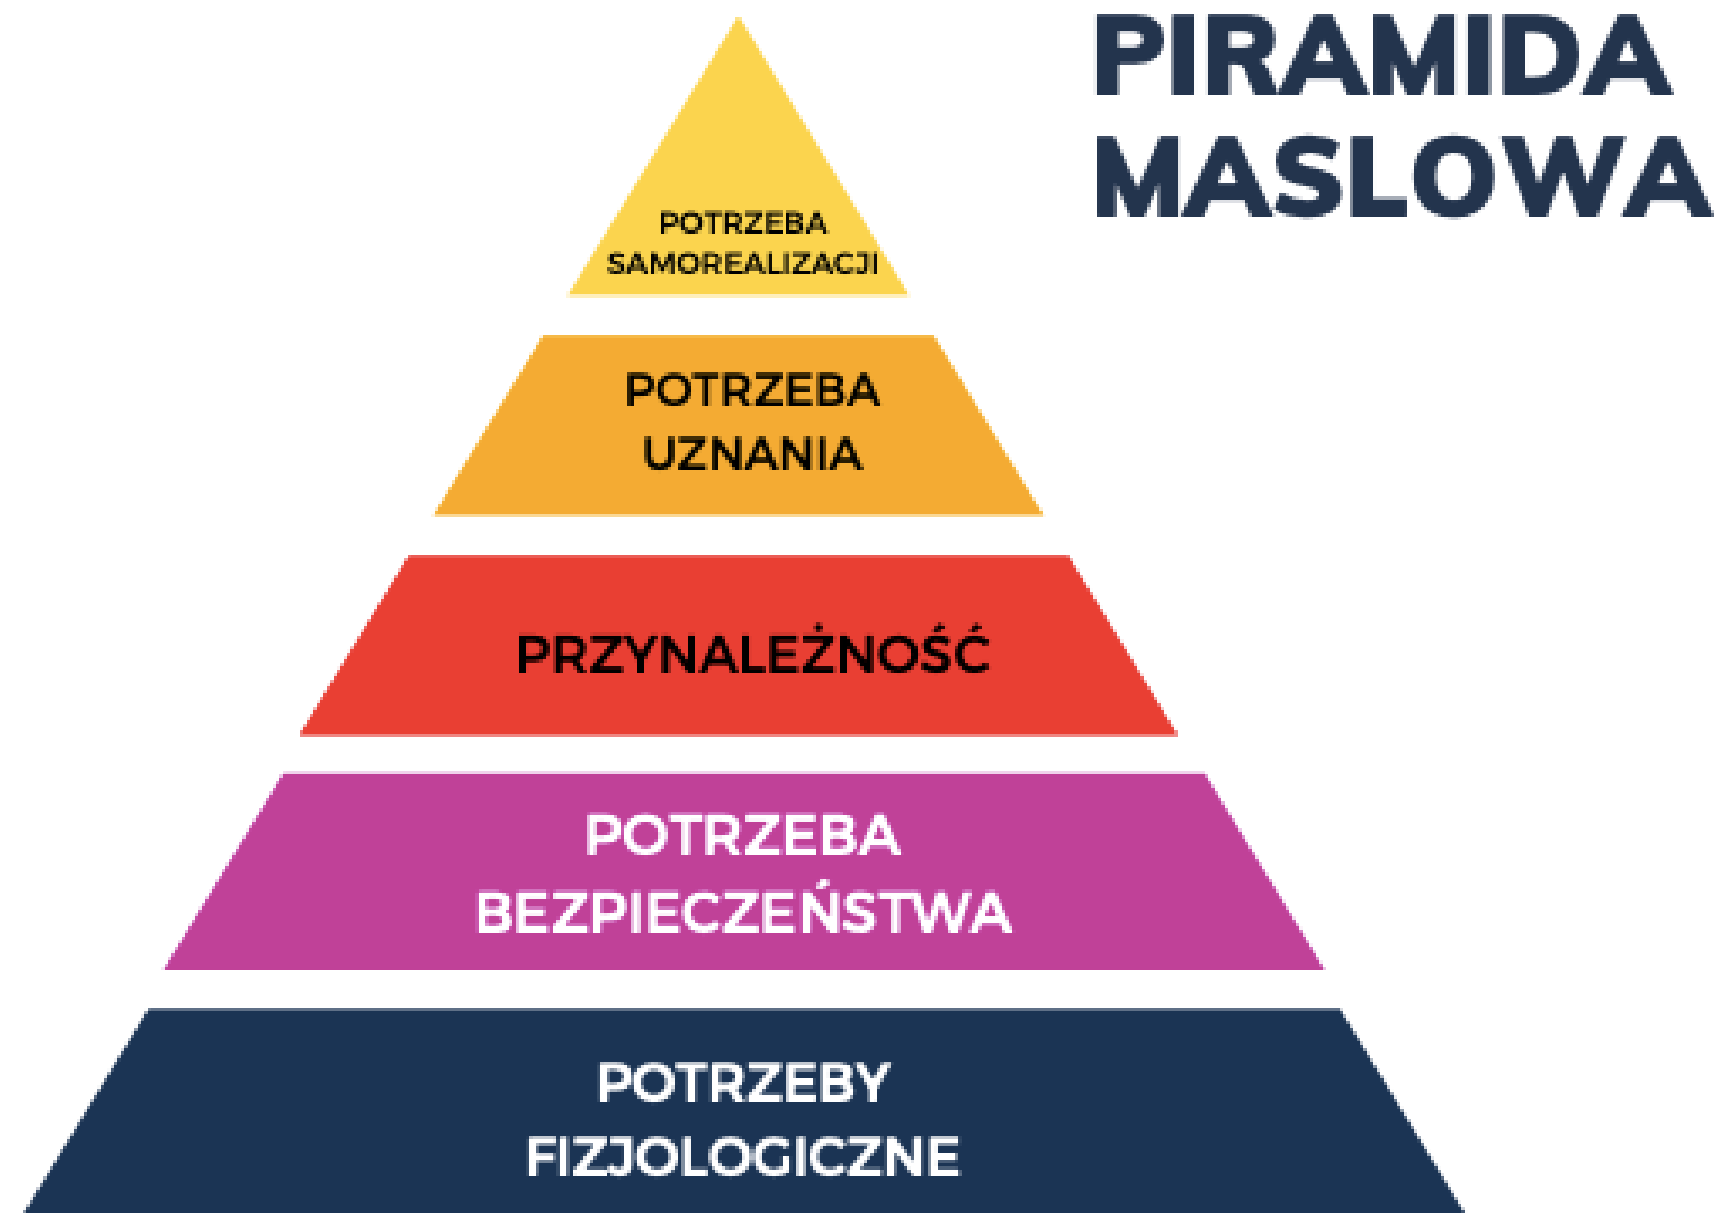 PIRAMIDA
MASLOWA
POTRZEBA
SAMOREALIZACJI
POTRZEBA
UZNANIA
PRZYNALEŻNOŚĆ
POTRZEBA
BEZPIECZEŃSTWA
POTRZEBY
FIZJOLOGICZNE